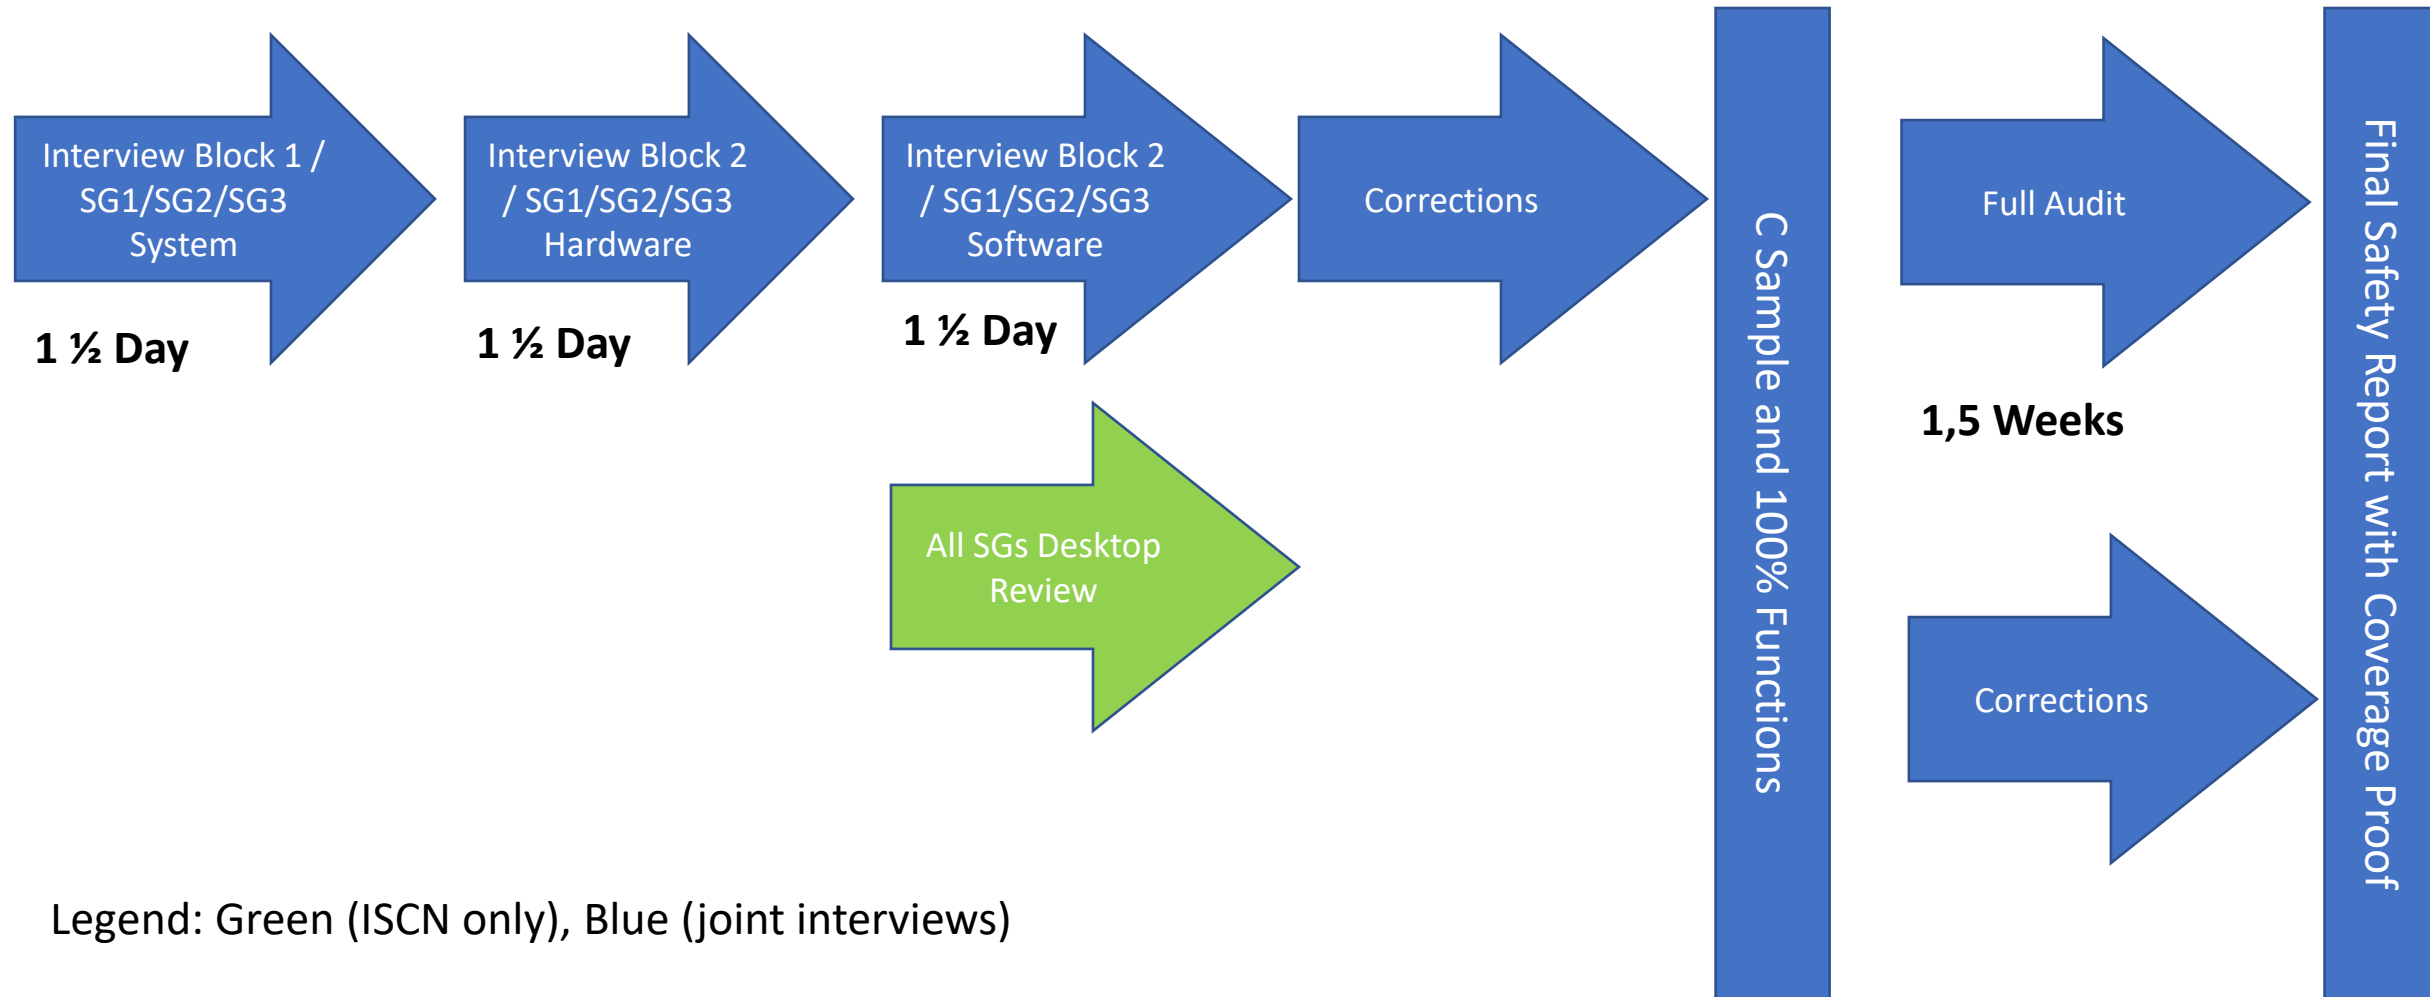 Interview Block 1 /
SG1/SG2/SG3
System
1 ½ Day
Interview Block 2
/ SG1/SG2/SG3
Hardware
1 ½ Day
Interview Block 2
/ SG1/SG2/SG3
Software
1 ½ Day
Corrections
All SGs Desktop
Review
C Sample and 100% Functions
Full Audit
1,5 Weeks
Corrections
Final Safety Report with Coverage Proof
Legend: Green (ISCN only), Blue (joint interviews)